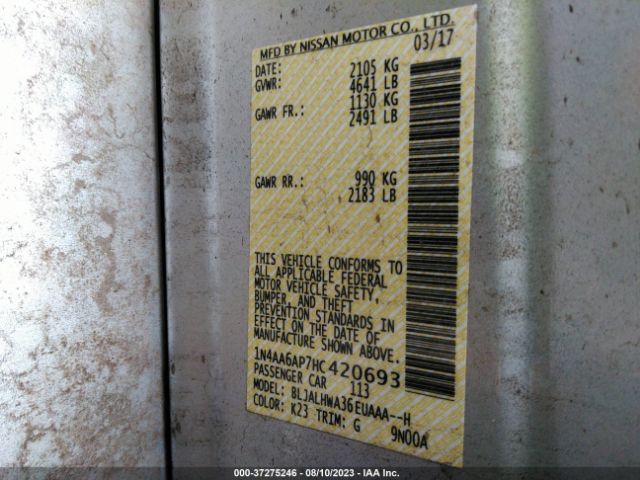 MFD BY NISSAN MOTOR CO., LTD.
03/17
DATE: 2105 KG
GVWR: 4641 LB
1130 KG
GAWR FR.: 2491 LB
GAWR RR.: 990 KG
2183 LB
THIS VEHICLE CONFORMS TO
ALL APPLICABLE FEDERAL
MOTOR VEHICLE SAFETY,
BUMPER, AND THEFT
PREVENTION STANDARDS IN
EFFECT ON THE DATE OF
MANUFACTURE SHOWN ABOVE.
1N4AA6AP7HC420693
PASSENGER CAR 113
MODEL: BLJALHWA36EUAAA--H
COLOR: K23 TRIM: G 9N00A
000-37275246 - 08/10/2023 - IAA Inc.